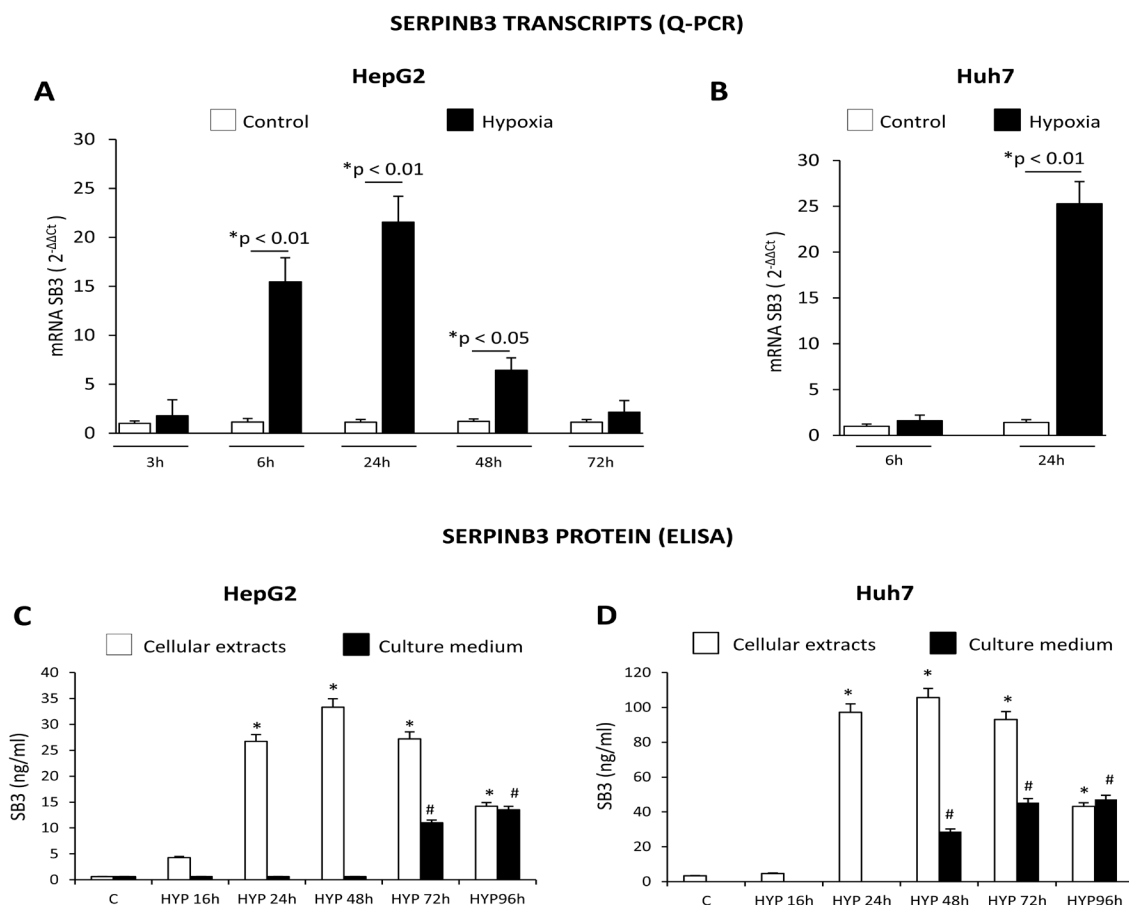 SERPINB3 TRANSCRIPTS (Q-PCR)
A
HepG2
Control
Hypoxia
mRNA SB3 ( 2-ΔΔCt)
30
25
20
15
10
5
0
*p < 0.01
*p < 0.01
*p < 0.05
3h
6h
24h
48h
72h
B
Huh7
Control
Hypoxia
mRNA SB3 ( 2-ΔΔCt)
30
25
20
15
10
5
0
*p < 0.01
6h
24h
SERPINB3 PROTEIN (ELISA)
C
HepG2
Cellular extracts
Culture medium
SB3 (ng/ml)
40
35
30
25
20
15
10
5
0
*
*
*
#
*
#
C
HYP 16h
HYP 24h
HYP 48h
HYP 72h
HYP96h
D
Huh7
Cellular extracts
Culture medium
SB3 (ng/ml)
120
100
80
60
40
20
0
*
*
#
*
#
*
#
C
HYP 16h
HYP 24h
HYP 48h
HYP 72h
HYP96h